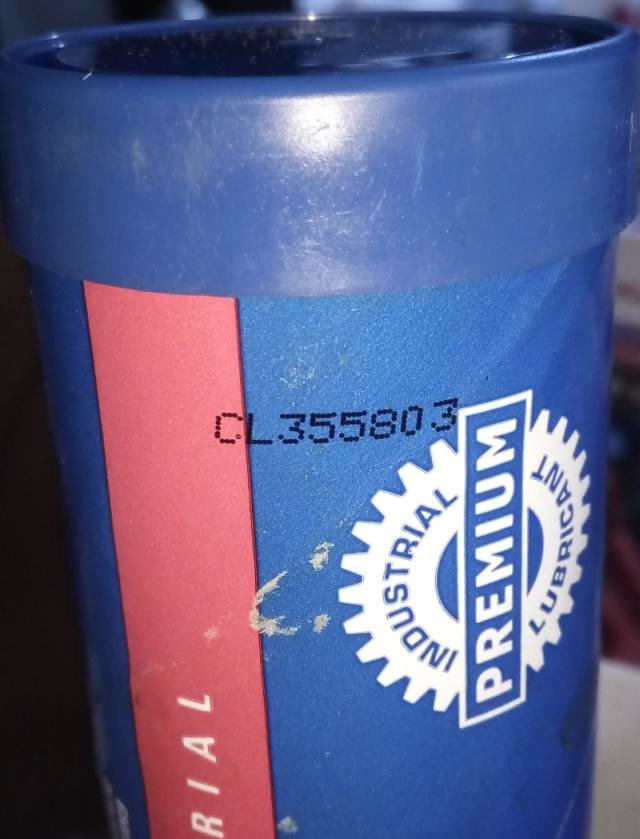 CL355803
INDUSTRIAL
PREMIUM
LUBRICANT
RIAL